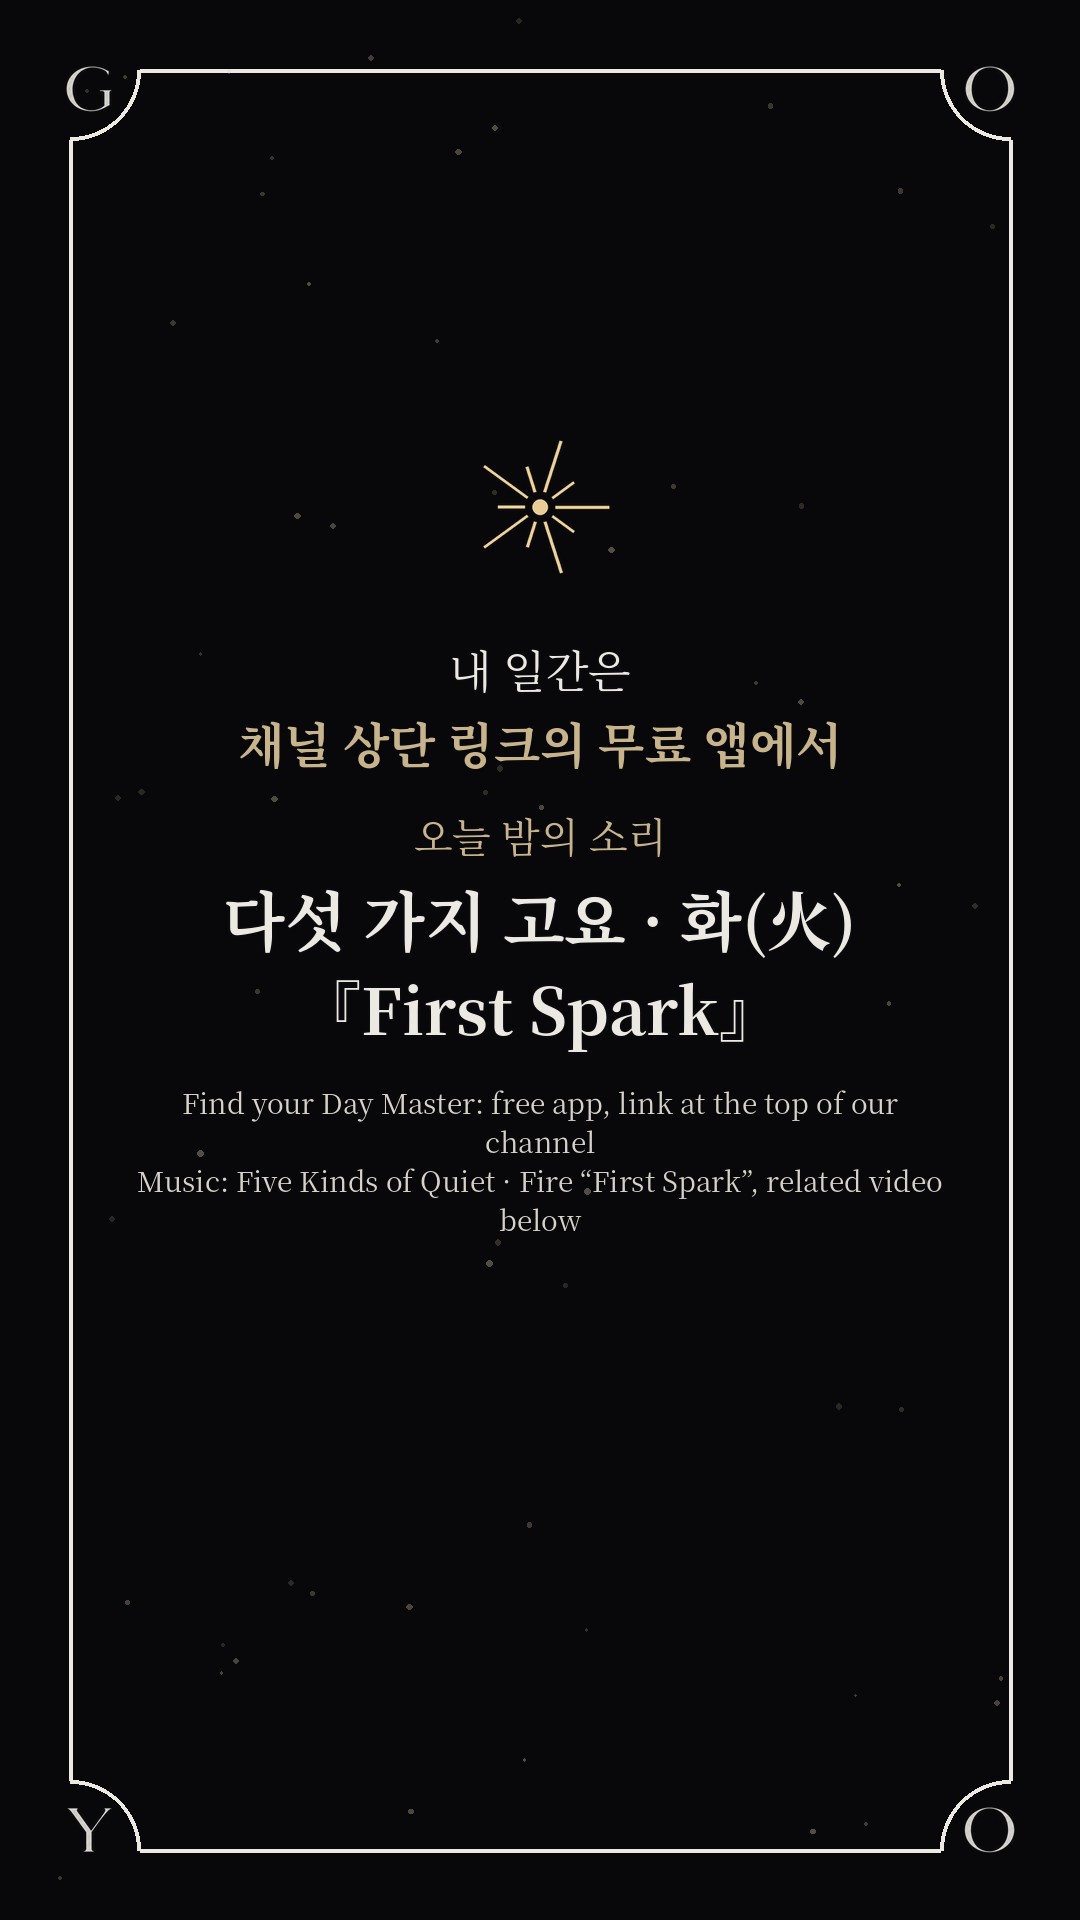 G O
내 일간은
채널 상단 링크의 무료 앱에서
오늘 밤의 소리
다섯 가지 고요 · 화(火)
『First Spark』
Find your Day Master: free app, link at the top of our
channel
Music: Five Kinds of Quiet · Fire “First Spark”, related video
below
Y O